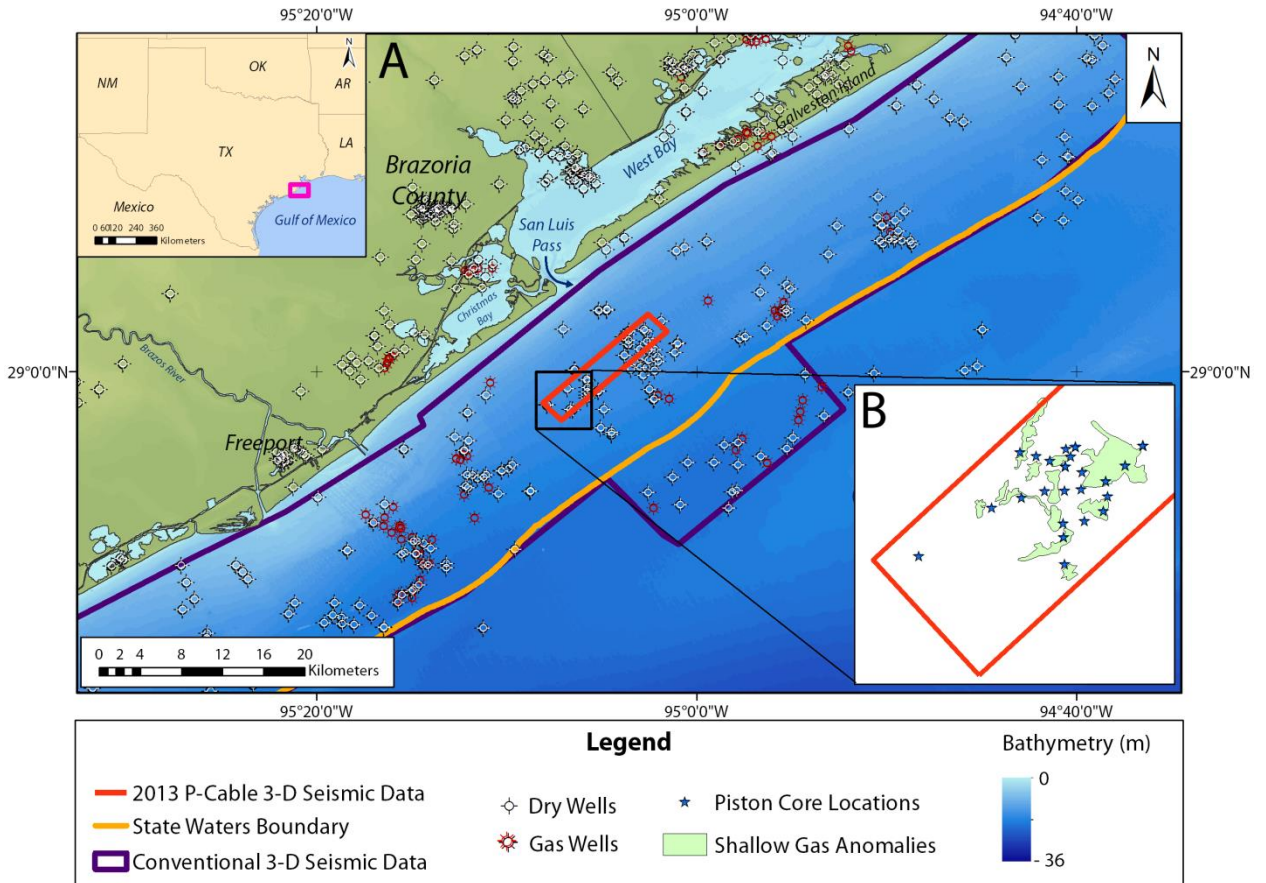 95°20'0"W
95°0'0"W
94°40'0"W
N
NM
OK
AR
TX
LA
Mexico
Gulf of Mexico
0 60120 240 360
Kilometers
A
N
Brazoria
County
West Bay
Galveston Island
San Luis
Pass
Christmas
Bay
Brazos River
Freeport
29°0'0"N
29°0'0"N
B
0 2 4 8 12 16 20
Kilometers
95°20'0"W
95°0'0"W
94°40'0"W
Legend
2013 P-Cable 3-D Seismic Data
State Waters Boundary
Conventional 3-D Seismic Data
Dry Wells
Gas Wells
Piston Core Locations
Shallow Gas Anomalies
Bathymetry (m)
0
- 36